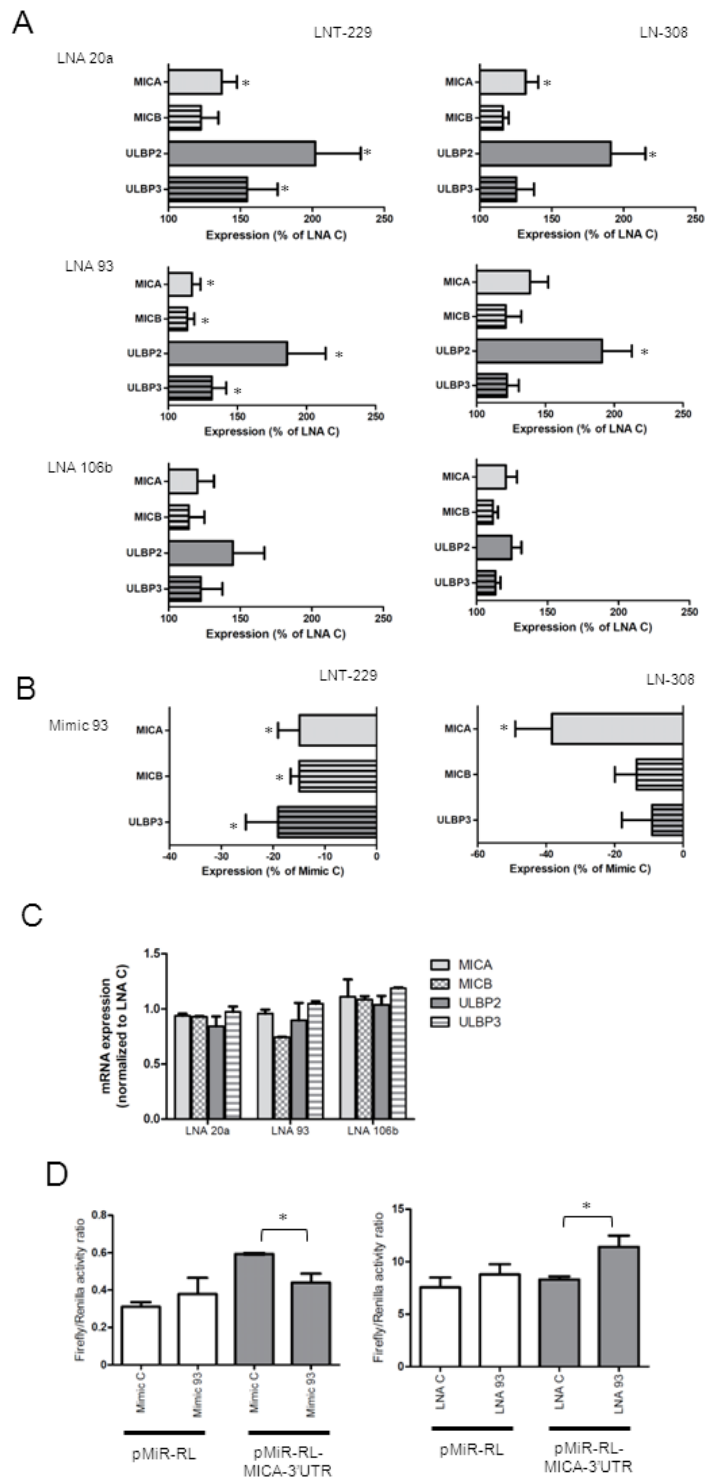 A
LNT-229
LN-308
LNA 20a
MICA
*
MICB
ULBP2
*
ULBP3
*
100 150 200 250
Expression (% of LNA C)
MICA
*
MICB
ULBP2
*
ULBP3
100 150 200 250
Expression (% of LNA C)
LNA 93
MICA
*
MICB
*
ULBP2
*
ULBP3
*
100 150 200 250
Expression (% of LNA C)
MICA
MICB
ULBP2
*
ULBP3
100 150 200 250
Expression (% of LNA C)
LNA 106b
MICA
MICB
ULBP2
ULBP3
100 150 200 250
Expression (% of LNA C)
MICA
MICB
ULBP2
ULBP3
100 150 200 250
Expression (% of LNA C)
B
LNT-229
LN-308
Mimic 93
MICA
*
MICB
*
ULBP3
*
-40 -30 -20 -10 0
Expression (% of Mimic C)
MICA
*
MICB
ULBP3
-60 -40 -20 0
Expression (% of Mimic C)
C
mRNA expression
(normalized to LNA C)
1.5
1.0
0.5
0.0
LNA 20a LNA 93 LNA 106b
MICA
MICB
ULBP2
ULBP3
D
Firefly/Renilla activity ratio
0.6
0.4
0.2
0
*
Mimic C
Mimic 93
Mimic C
Mimic 93
pMiR-RL
pMiR-RL-
MICA-3'UTR
Firefly/Renilla activity ratio
15
10
5
0
*
LNA C
LNA 93
LNA C
LNA 93
pMiR-RL
pMiR-RL-
MICA-3'UTR